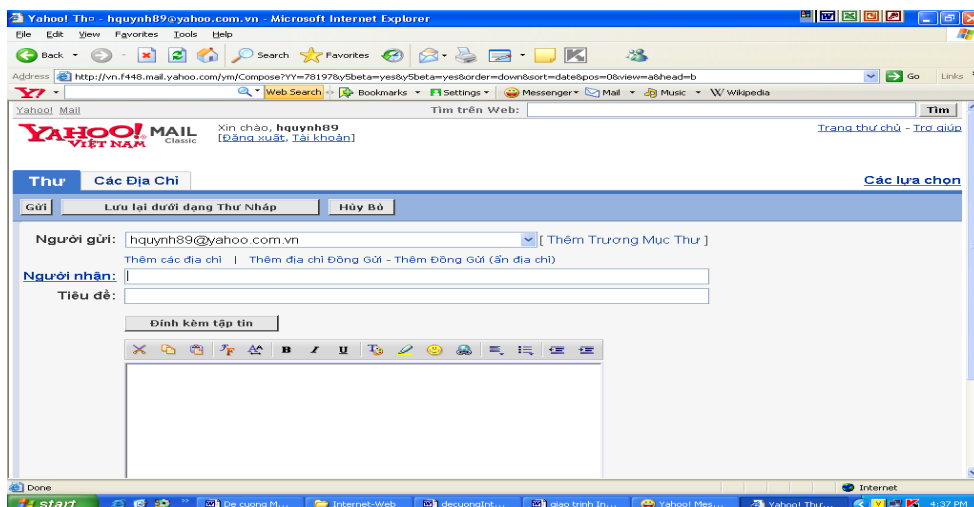 Yahoo! Thơ - hquynh89@yahoo.com.vn - Microsoft Internet Explorer
File Edit View Favorites Tools Help
Back Search Favorites
Address http://vn.f448.mail.yahoo.com/ym/Compose?YY=78197&y5beta=yes&y5beta=yes&order=down&sort=date&pos=0&view=a&head=b Go Links
Y7 Web Search Bookmarks Settings Messenger Mail Music W Wikipedia
Yahoo! Mail Tìm trên Web: Tìm
YAHOO! MAIL Xin chào, hquynh89 Trang thư chủ - Trợ giúp
VIỆT NAM Classic [Đăng xuất, Tài khoản]
Thư Các Địa Chỉ Các lựa chọn
Gửi Lưu lại dưới dạng Thư Nháp Hủy Bỏ
Người gửi: hquynh89@yahoo.com.vn [ Thêm Trương Mục Thư ]
Thêm các địa chỉ | Thêm địa chỉ Đồng Gửi - Thêm Đồng Gửi (ẩn địa chỉ)
Người nhận:
Tiêu đề:
Đính kèm tập tin
B I U
Done Internet
start De cuong M... Internet-Web decuongInt... giao trinh In... Yahoo! Mes... Yahoo! Thư... 4:37 PM